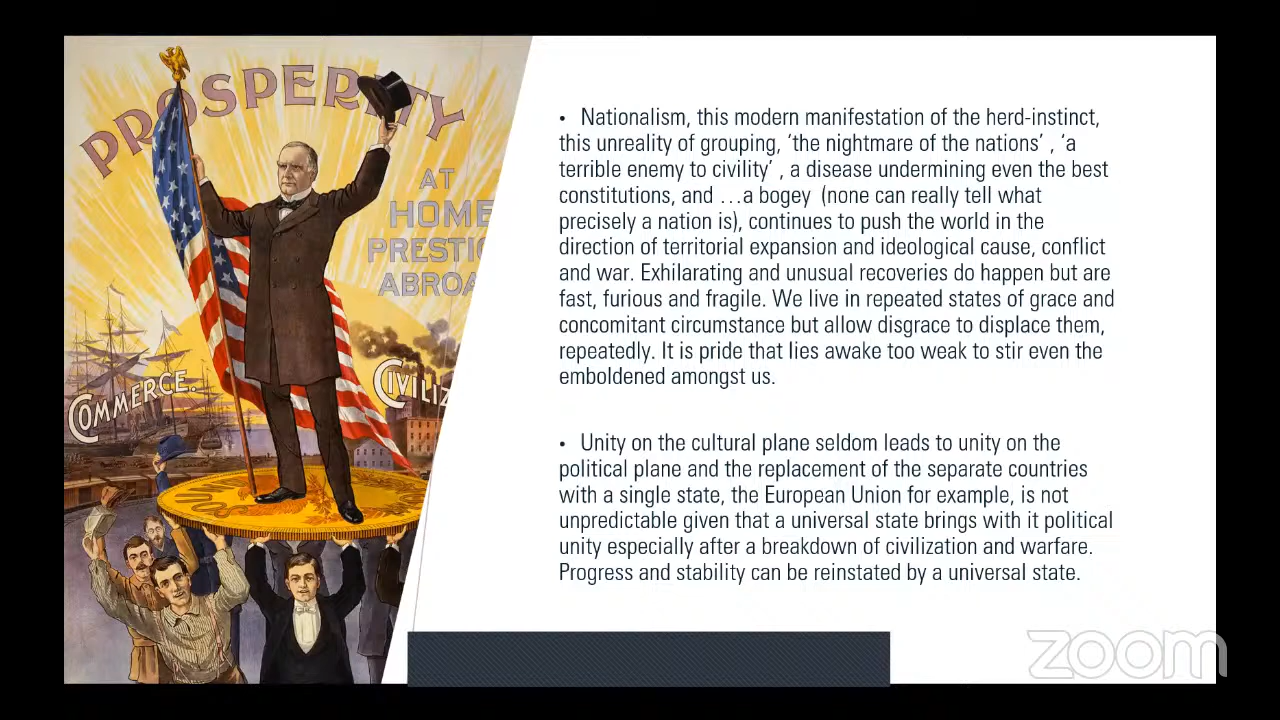 PROSPERITY
AT
HOME
PRESTIG
ABROA
COMMERCE.
CIVILIZ
• Nationalism, this modern manifestation of the herd-instinct,
this unreality of grouping, ‘the nightmare of the nations’ , ‘a
terrible enemy to civility’ , a disease undermining even the best
constitutions, and …a bogey (none can really tell what
precisely a nation is), continues to push the world in the
direction of territorial expansion and ideological cause, conflict
and war. Exhilarating and unusual recoveries do happen but are
fast, furious and fragile. We live in repeated states of grace and
concomitant circumstance but allow disgrace to displace them,
repeatedly. It is pride that lies awake too weak to stir even the
emboldened amongst us.
• Unity on the cultural plane seldom leads to unity on the
political plane and the replacement of the separate countries
with a single state, the European Union for example, is not
unpredictable given that a universal state brings with it political
unity especially after a breakdown of civilization and warfare.
Progress and stability can be reinstated by a universal state.
zoom